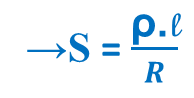 →S = ρ.ℓ / R